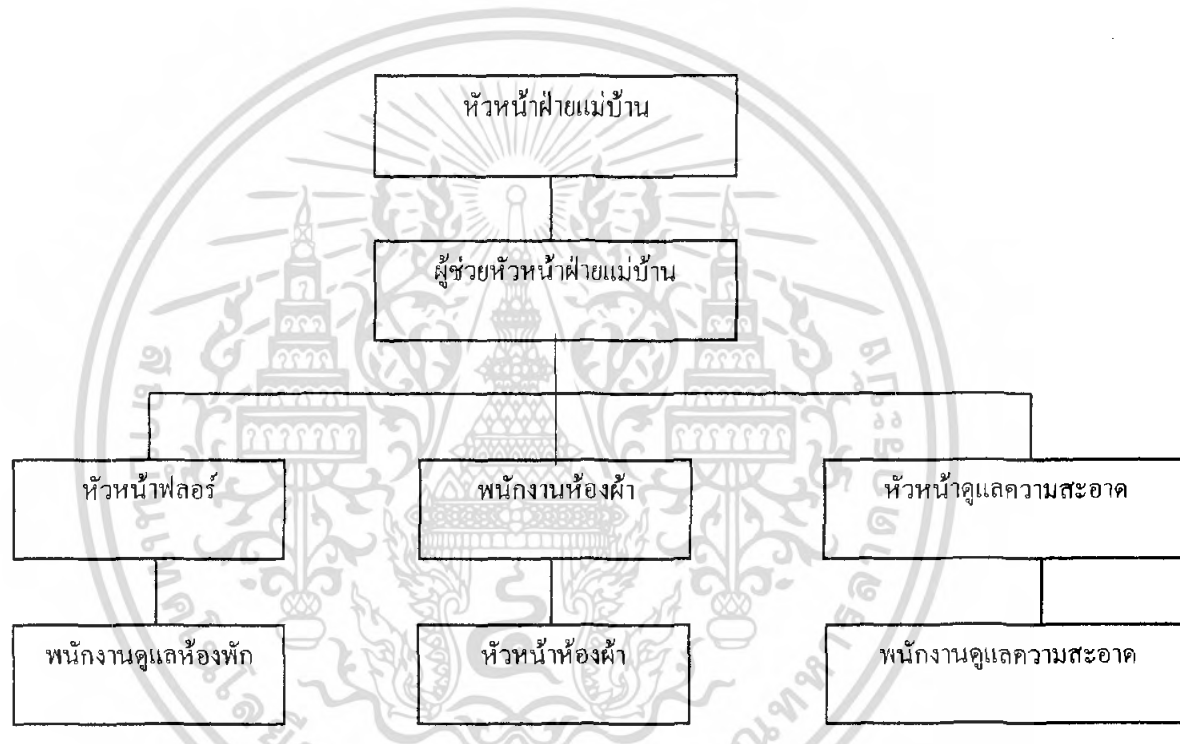 หัวหน้าฝ่ายแม่บ้าน
ผู้ช่วยหัวหน้าฝ่ายแม่บ้าน
หัวหน้าฟลอร์
พนักงานห้องผ้า
หัวหน้าดูแลความสะอาด
พนักงานดูแลห้องพัก
หัวหน้าห้องผ้า
พนักงานดูแลความสะอาด